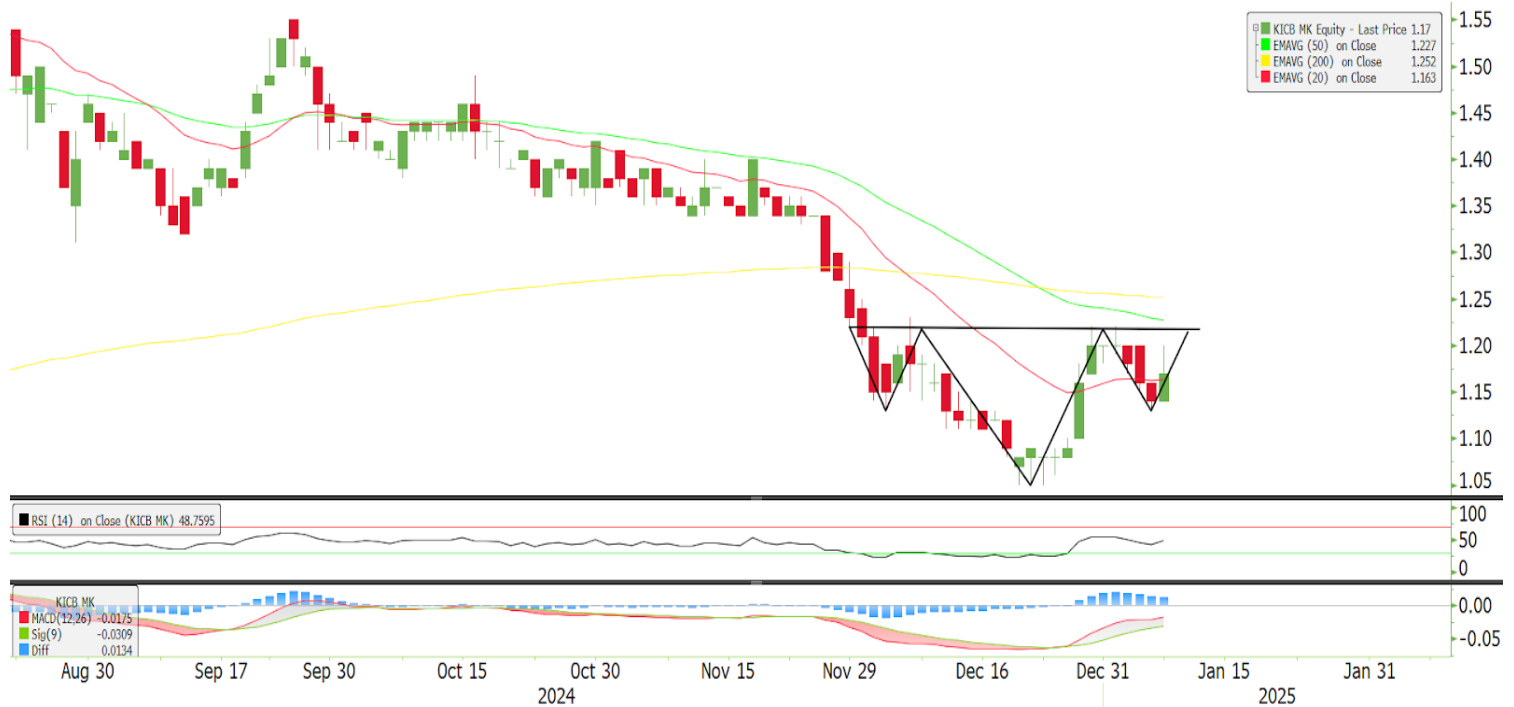 KICB MK Equity - Last Price 1.17
EMAVG (50) on Close 1.227
EMAVG (200) on Close 1.252
EMAVG (20) on Close 1.163
1.55
1.50
1.45
1.40
1.35
1.30
1.25
1.20
1.15
1.10
1.05
RSI (14) on Close (KICB MK) 48.7595
100
50
0
KICB MK
MACD(12,26) -0.0175
Sig(9) -0.0309
Diff 0.0134
0.00
-0.05
Aug 30 Sep 17 Sep 30 Oct 15 Oct 30 Nov 15 Nov 29 Dec 16 Dec 31 Jan 15 Jan 31
2024 2025